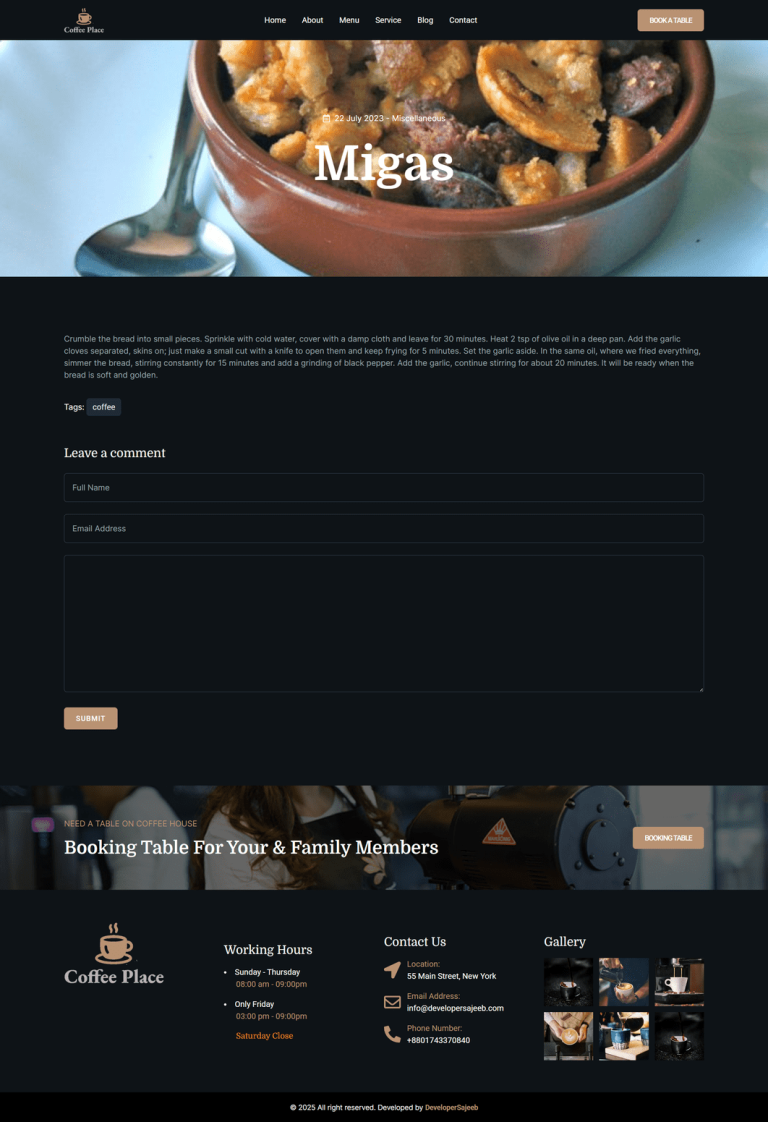 Coffee Place
Home About Menu Service Blog Contact
BOOK A TABLE
22 July 2023 - Miscellaneous
Migas
Crumble the bread into small pieces. Sprinkle with cold water, cover with a damp cloth and leave for 30 minutes. Heat 2 tsp of olive oil in a deep pan. Add the garlic
cloves separated, skins on; just make a small cut with a knife to open them and keep frying for 5 minutes. Set the garlic aside. In the same oil, where we fried everything,
simmer the bread, stirring constantly for 15 minutes and add a grinding of black pepper. Add the garlic, continue stirring for about 20 minutes. It will be ready when the
bread is soft and golden.
Tags: coffee
Leave a comment
Full Name
Email Address
SUBMIT
NEED A TABLE ON COFFEE HOUSE
Booking Table For Your & Family Members
BOOKING TABLE
Coffee Place
Working Hours
Sunday - Thursday
08:00 am - 09:00pm
Only Friday
03:00 pm - 09:00pm
Saturday Close
Contact Us
Location:
55 Main Street, New York
Email Address:
info@developersajeeb.com
Phone Number:
+8801743370840
Gallery
© 2025 All right reserved. Developed by DeveloperSajeeb